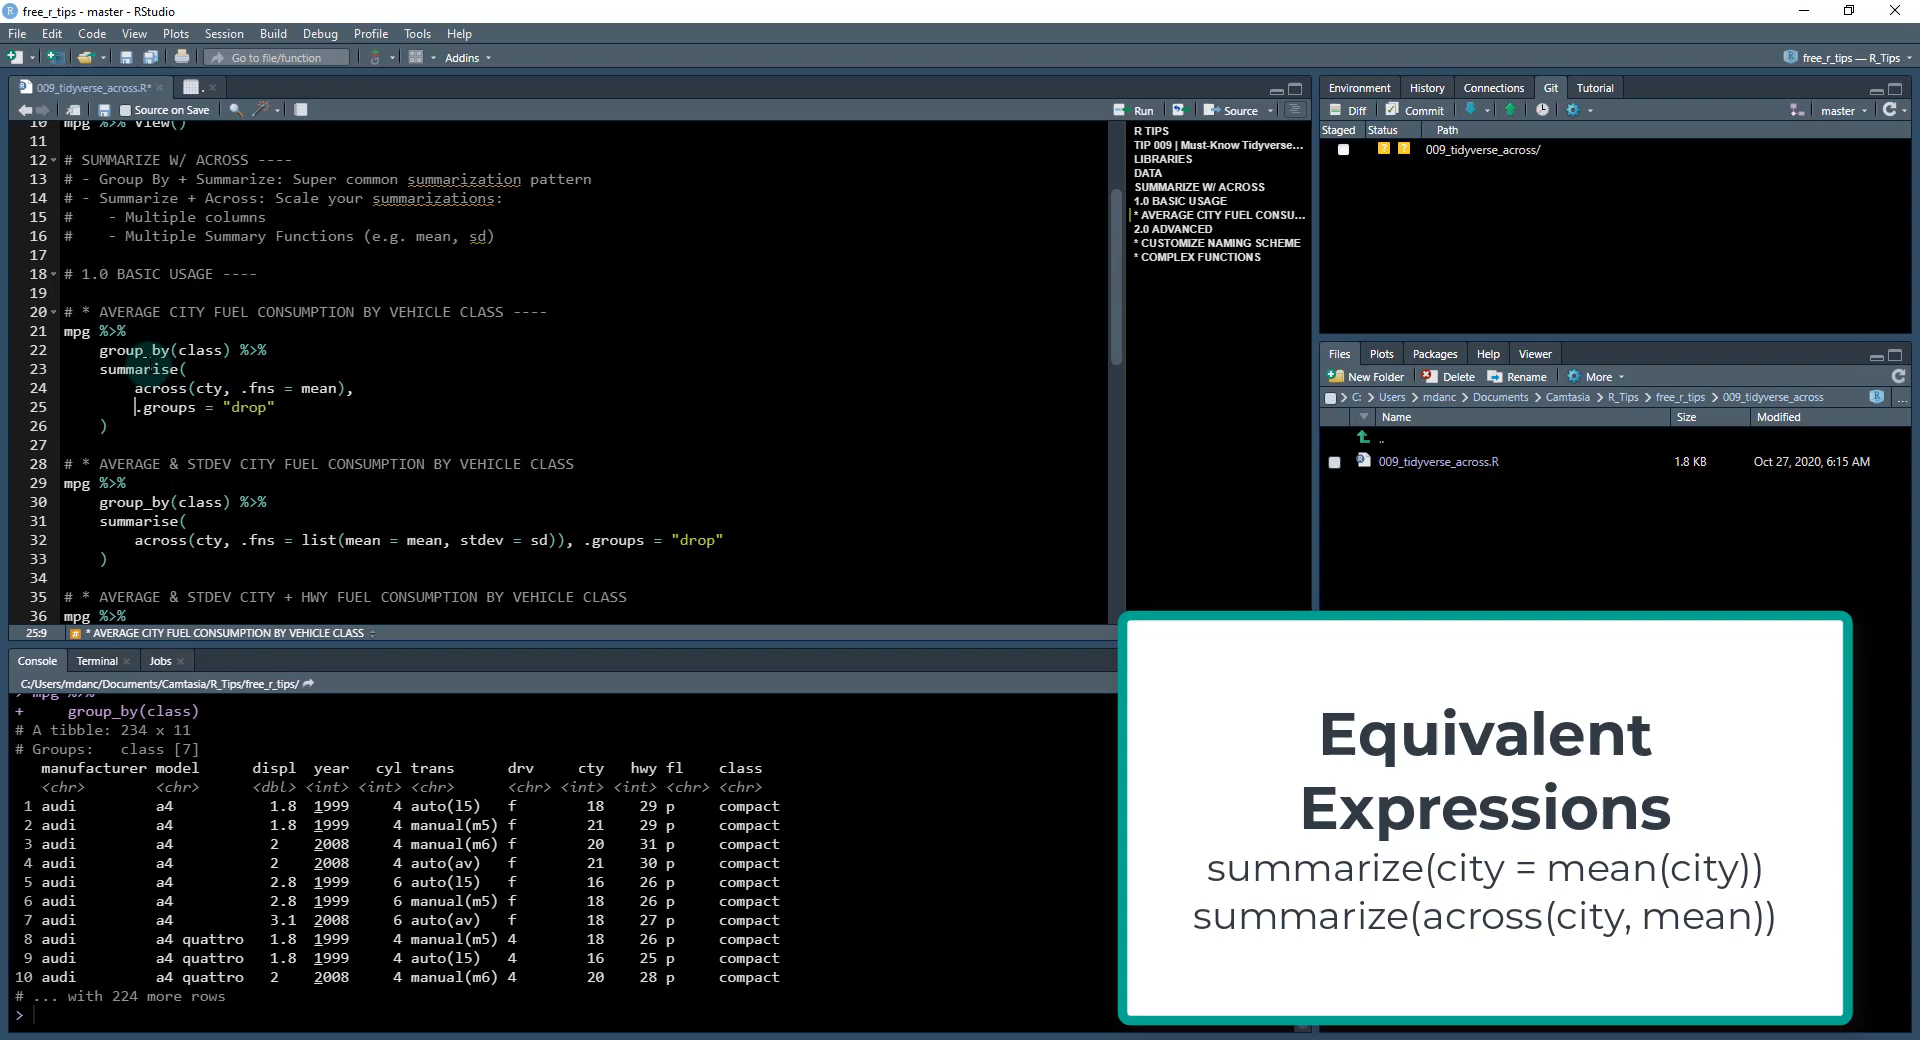 free_r_tips - master - RStudio
File Edit Code View Plots Session Build Debug Profile Tools Help
Go to file/function Addins free_r_tips — R_Tips
009_tidyverse_across.R* .
Source on Save Run Source
10 mpg %>% View()
11
12 # SUMMARIZE W/ ACROSS ----
13 # - Group By + Summarize: Super common summarization pattern
14 # - Summarize + Across: Scale your summarizations:
15 #    - Multiple columns
16 #    - Multiple Summary Functions (e.g. mean, sd)
17
18 # 1.0 BASIC USAGE ----
19
20 # * AVERAGE CITY FUEL CONSUMPTION BY VEHICLE CLASS ----
21 mpg %>%
22     group_by(class) %>%
23     summarise(
24         across(cty, .fns = mean),
25         .groups = "drop"
26     )
27
28 # * AVERAGE & STDEV CITY FUEL CONSUMPTION BY VEHICLE CLASS
29 mpg %>%
30     group_by(class) %>%
31     summarise(
32         across(cty, .fns = list(mean = mean, stdev = sd)), .groups = "drop"
33     )
34
35 # * AVERAGE & STDEV CITY + HWY FUEL CONSUMPTION BY VEHICLE CLASS
36 mpg %>%
25:9 # * AVERAGE CITY FUEL CONSUMPTION BY VEHICLE CLASS
R TIPS
TIP 009 | Must-Know Tidyverse...
LIBRARIES
DATA
SUMMARIZE W/ ACROSS
1.0 BASIC USAGE
* AVERAGE CITY FUEL CONSU...
2.0 ADVANCED
* CUSTOMIZE NAMING SCHEME
* COMPLEX FUNCTIONS
Console Terminal Jobs
C:/Users/mdanc/Documents/Camtasia/R_Tips/free_r_tips/
> mpg %>%
+     group_by(class)
# A tibble: 234 x 11
# Groups:   class [7]
manufacturer model displ year cyl trans drv cty hwy fl class
<chr> <chr> <dbl> <int> <int> <chr> <chr> <int> <int> <chr> <chr>
1 audi a4 1.8 1999 4 auto(l5) f 18 29 p compact
2 audi a4 1.8 1999 4 manual(m5) f 21 29 p compact
3 audi a4 2 2008 4 manual(m6) f 20 31 p compact
4 audi a4 2 2008 4 auto(av) f 21 30 p compact
5 audi a4 2.8 1999 6 auto(l5) f 16 26 p compact
6 audi a4 2.8 1999 6 manual(m5) f 18 26 p compact
7 audi a4 3.1 2008 6 auto(av) f 18 27 p compact
8 audi a4 quattro 1.8 1999 4 manual(m5) 4 18 26 p compact
9 audi a4 quattro 1.8 1999 4 auto(l5) 4 16 25 p compact
10 audi a4 quattro 2 2008 4 manual(m6) 4 20 28 p compact
# ... with 224 more rows
>
Environment History Connections Git Tutorial
Diff Commit master
Staged Status Path
? ? 009_tidyverse_across/
Files Plots Packages Help Viewer
New Folder Delete Rename More
C: > Users > mdanc > Documents > Camtasia > R_Tips > free_r_tips > 009_tidyverse_across ...
Name Size Modified
..
009_tidyverse_across.R 1.8 KB Oct 27, 2020, 6:15 AM
Equivalent
Expressions
summarize(city = mean(city))
summarize(across(city, mean))